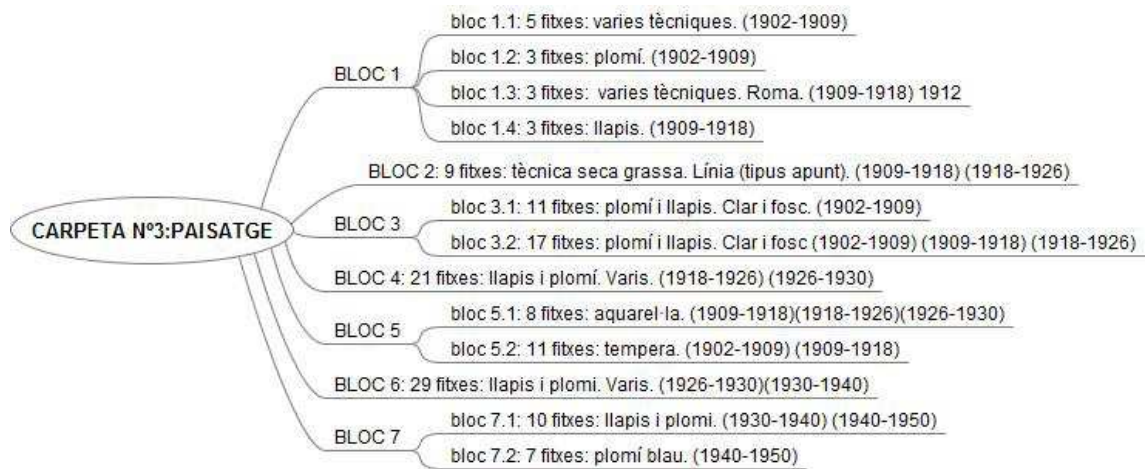 bloc 1.1: 5 fitxes: varies tècniques. (1902-1909)
bloc 1.2: 3 fitxes: plomí. (1902-1909)
BLOC 1
bloc 1.3: 3 fitxes: varies tècniques. Roma. (1909-1918) 1912
bloc 1.4: 3 fitxes: llapis. (1909-1918)
BLOC 2: 9 fitxes: tècnica seca grassa. Línia (tipus apunt). (1909-1918) (1918-1926)
bloc 3.1: 11 fitxes: plomí i llapis. Clar i fosc. (1902-1909)
BLOC 3
CARPETA Nº3:PAISATGE
bloc 3.2: 17 fitxes: plomí i llapis. Clar i fosc (1902-1909) (1909-1918) (1918-1926)
BLOC 4: 21 fitxes: llapis i plomí. Varis. (1918-1926) (1926-1930)
bloc 5.1: 8 fitxes: aquarel·la. (1909-1918)(1918-1926)(1926-1930)
BLOC 5
bloc 5.2: 11 fitxes: tempera. (1902-1909) (1909-1918)
BLOC 6: 29 fitxes: llapis i plomi. Varis. (1926-1930)(1930-1940)
bloc 7.1: 10 fitxes: llapis i plomi. (1930-1940) (1940-1950)
BLOC 7
bloc 7.2: 7 fitxes: plomí blau. (1940-1950)